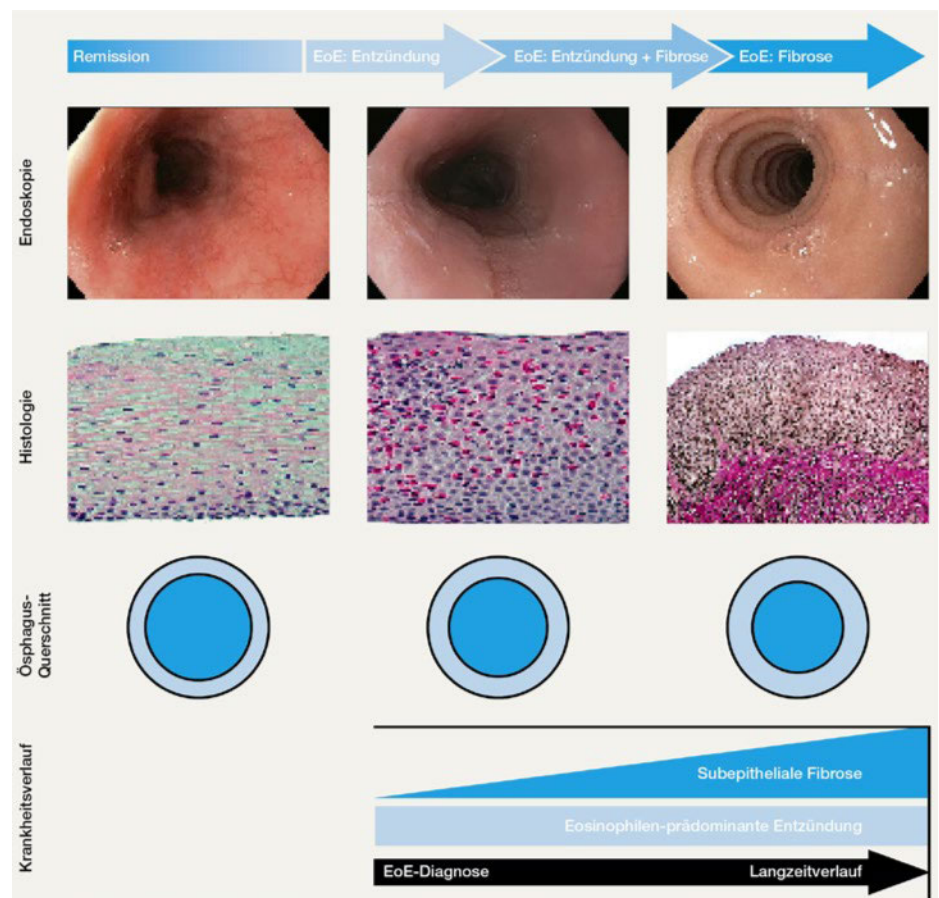 Remission
EoE: Entzündung
EoE: Entzündung + Fibrose
EoE: Fibrose
Endoskopie
Histologie
Ösphagus-
Querschnitt
Krankheitsverlauf
Subepitheliale Fibrose
Eosinophilen-prädominante Entzündung
EoE-Diagnose
Langzeitverlauf